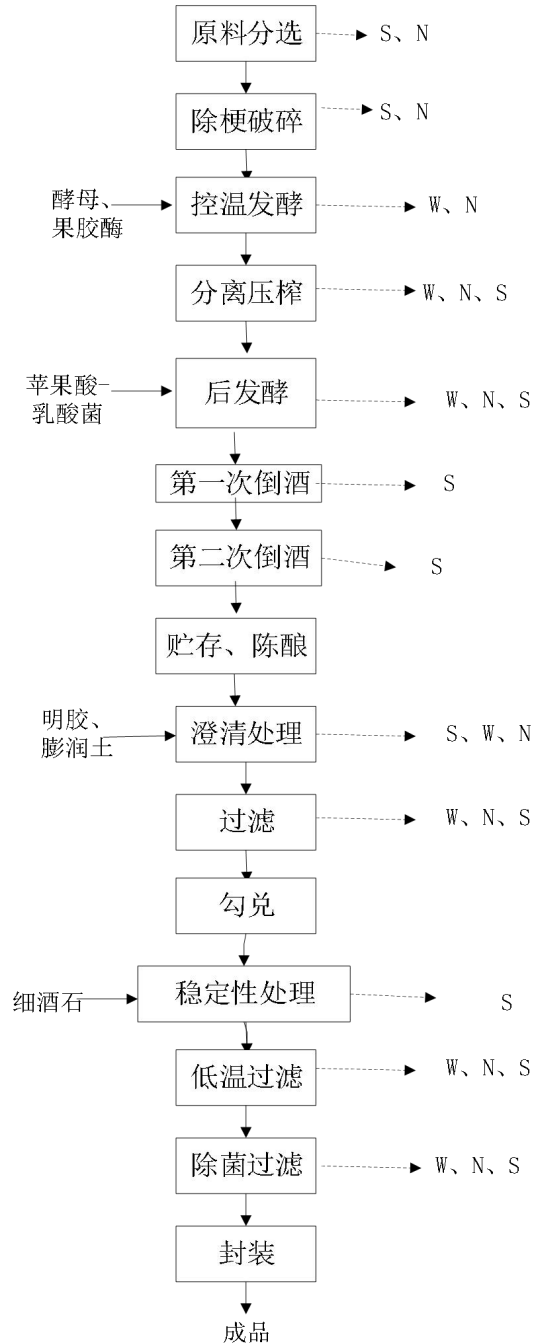 原料分选
S、N
除梗破碎
S、N
酵母、
果胶酶
控温发酵
W、N
分离压榨
W、N、S
苹果酸-
乳酸菌
后发酵
W、N、S
第一次倒酒
S
第二次倒酒
S
贮存、陈酿
明胶、
膨润土
澄清处理
S、W、N
过滤
W、N、S
勾兑
细酒石
稳定性处理
S
低温过滤
W、N、S
除菌过滤
W、N、S
封装
成品